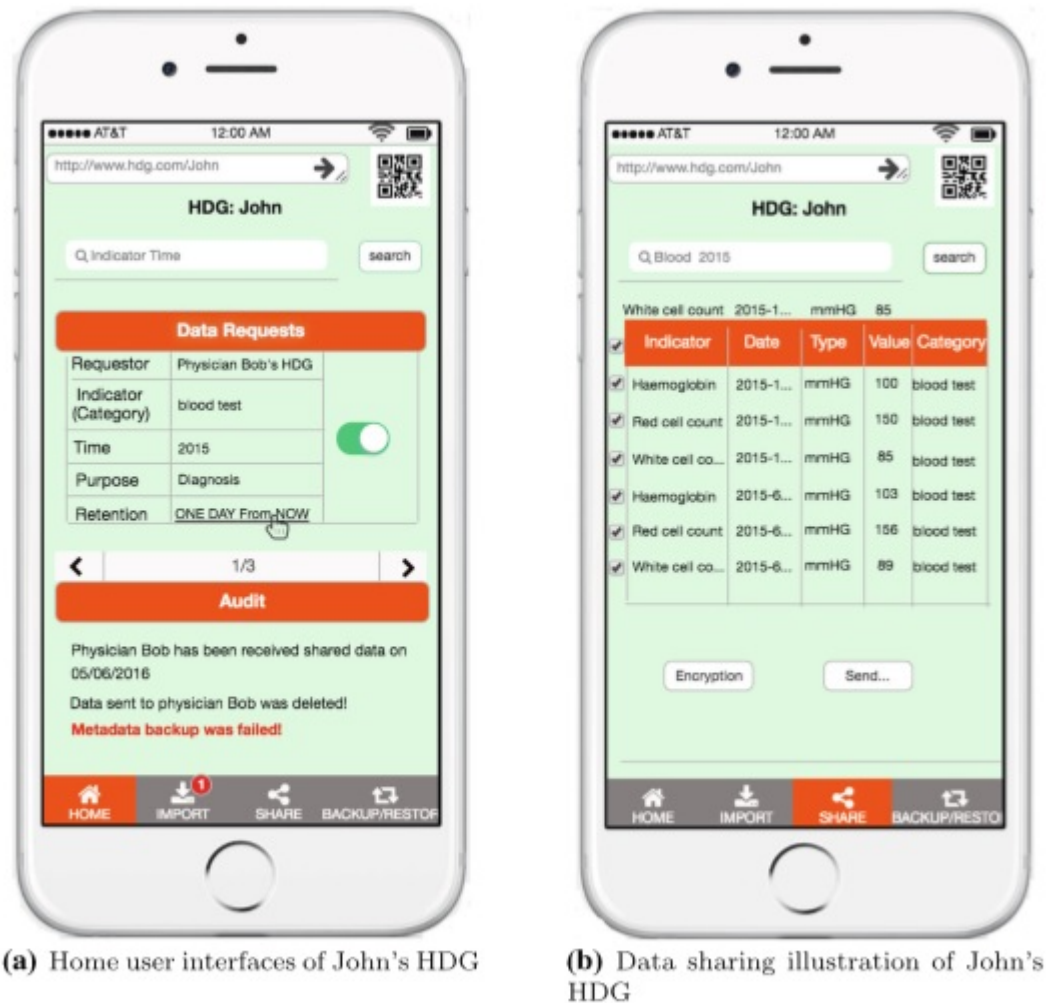 AT&T 12:00 AM
http://www.hdg.com/John
HDG: John
Indicator Time search
Data Requests
Requestor Physician Bob's HDG
Indicator
(Category) blood test
Time 2015
Purpose Diagnosis
Retention ONE DAY From NOW
1/3
Audit
Physician Bob has been received shared data on
05/06/2016
Data sent to physician Bob was deleted!
Metadata backup was failed!
1
HOME IMPORT SHARE BACKUP/RESTOR
(a) Home user interfaces of John's HDG
AT&T 12:00 AM
http://www.hdg.com/John
HDG: John
Blood 2015 search
White cell count 2015-1... mmHG 85
Indicator Date Type Value Category
Haemoglobin 2015-1... mmHG 100 blood test
Red cell count 2015-1... mmHG 150 blood test
White cell co... 2015-1... mmHG 85 blood test
Haemoglobin 2015-6... mmHG 103 blood test
Red cell count 2015-6... mmHG 156 blood test
White cell co... 2015-6... mmHG 89 blood test
Encryption Send...
HOME IMPORT SHARE BACKUP/RESTO
(b) Data sharing illustration of John's
HDG